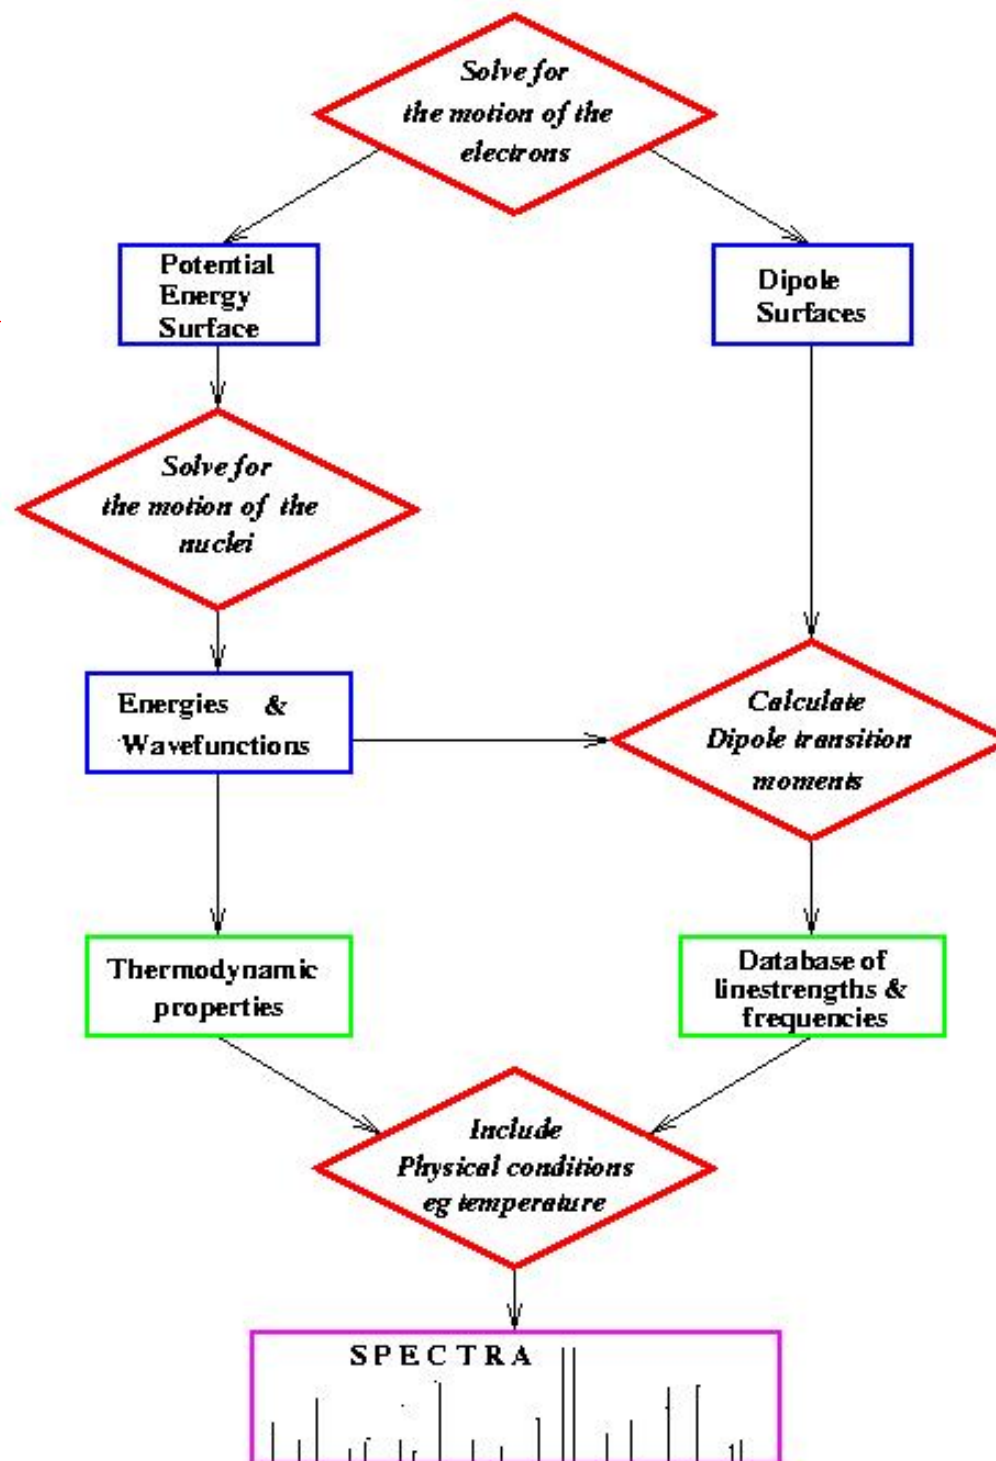 Solve for
the motion of the
electrons
Potential
Energy
Surface
Dipole
Surfaces
Solve for
the motion of the
nuclei
Energies &
Wavefunctions
Calculate
Dipole transition
moments
Thermodynamic
properties
Database of
linestrengths &
frequencies
Include
Physical conditions
eg temperature
SPECTRA